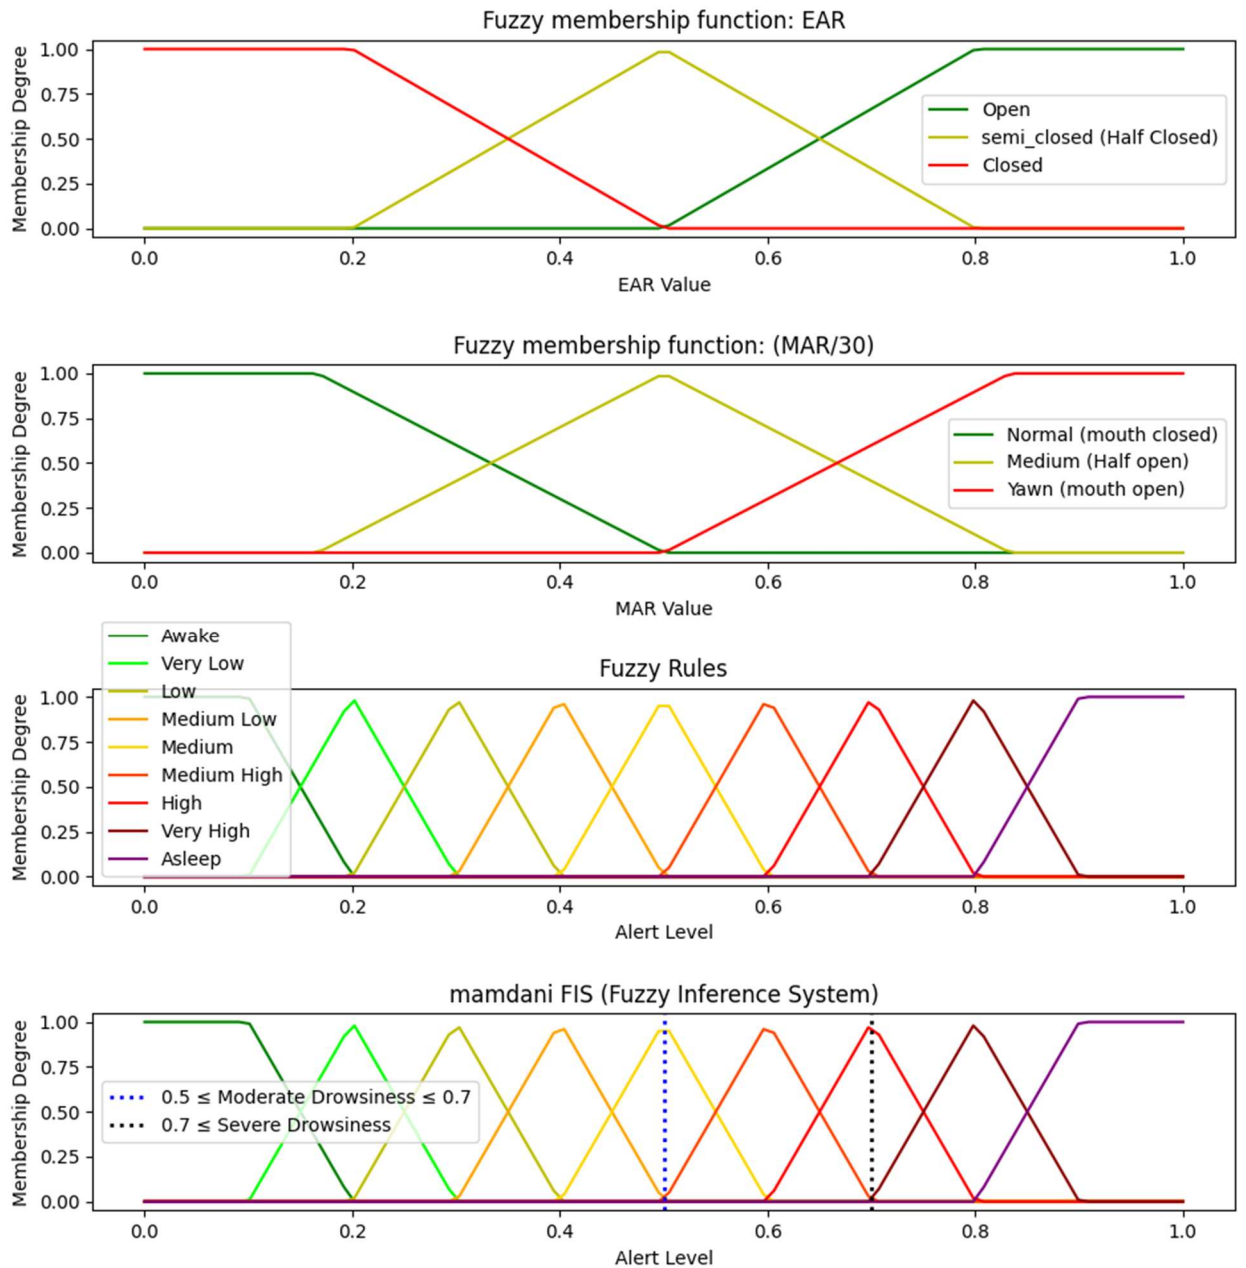 Fuzzy membership function: EAR
Membership Degree
1.00
0.75
0.50
0.25
0.00
Open
semi_closed (Half Closed)
Closed
0.0 0.2 0.4 0.6 0.8 1.0
EAR Value
Fuzzy membership function: (MAR/30)
Membership Degree
1.00
0.75
0.50
0.25
0.00
Normal (mouth closed)
Medium (Half open)
Yawn (mouth open)
0.0 0.2 0.4 0.6 0.8 1.0
MAR Value
Fuzzy Rules
Membership Degree
1.00
0.75
0.50
0.25
0.00
Awake
Very Low
Low
Medium Low
Medium
Medium High
High
Very High
Asleep
0.0 0.2 0.4 0.6 0.8 1.0
Alert Level
mamdani FIS (Fuzzy Inference System)
Membership Degree
1.00
0.75
0.50
0.25
0.00
0.5 ≤ Moderate Drowsiness ≤ 0.7
0.7 ≤ Severe Drowsiness
0.0 0.2 0.4 0.6 0.8 1.0
Alert Level